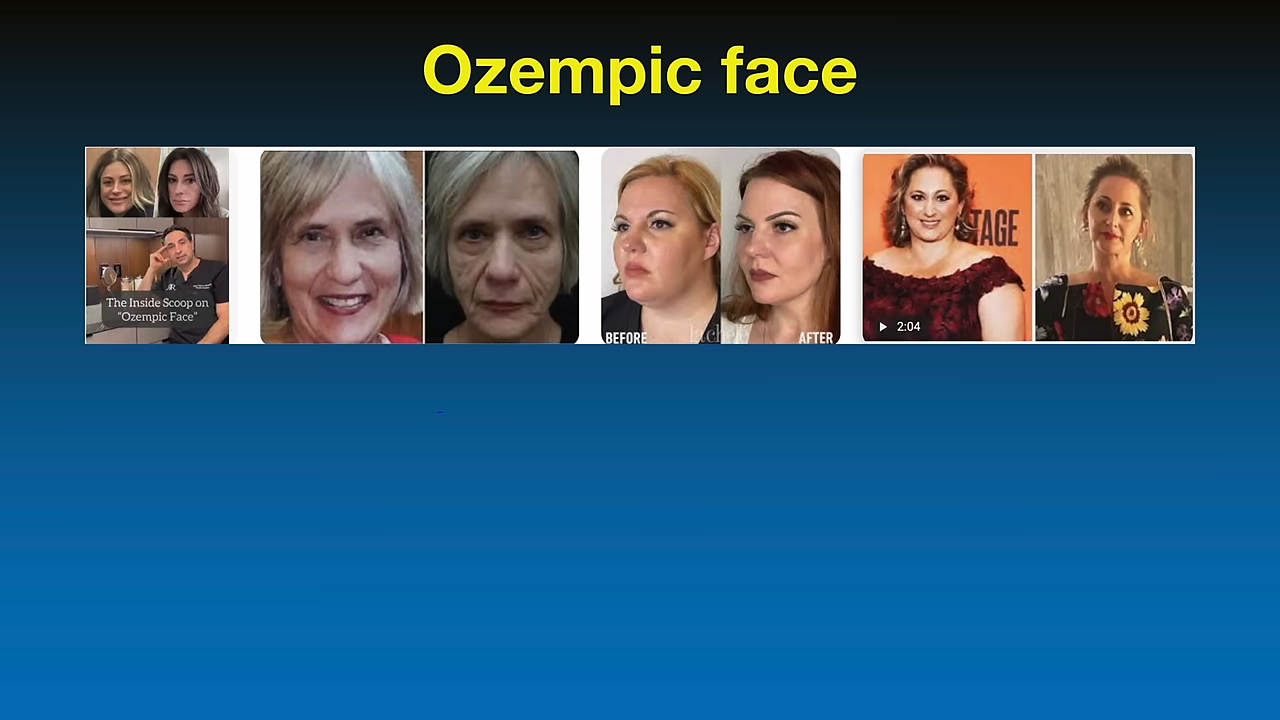 Ozempic face
The Inside Scoop on
“Ozempic Face”
BEFORE
AFTER
TAGE
2:04